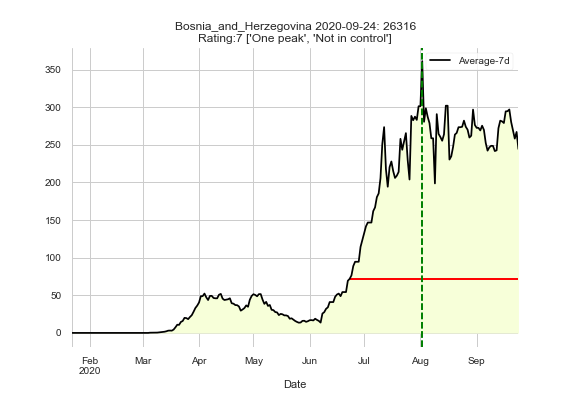 Bosnia_and_Herzegovina 2020-09-24: 26316
Rating:7 ['One peak', 'Not in control']
Average-7d
350
300
250
200
150
100
50
0
Feb Mar Apr May Jun Jul Aug Sep
2020
Date